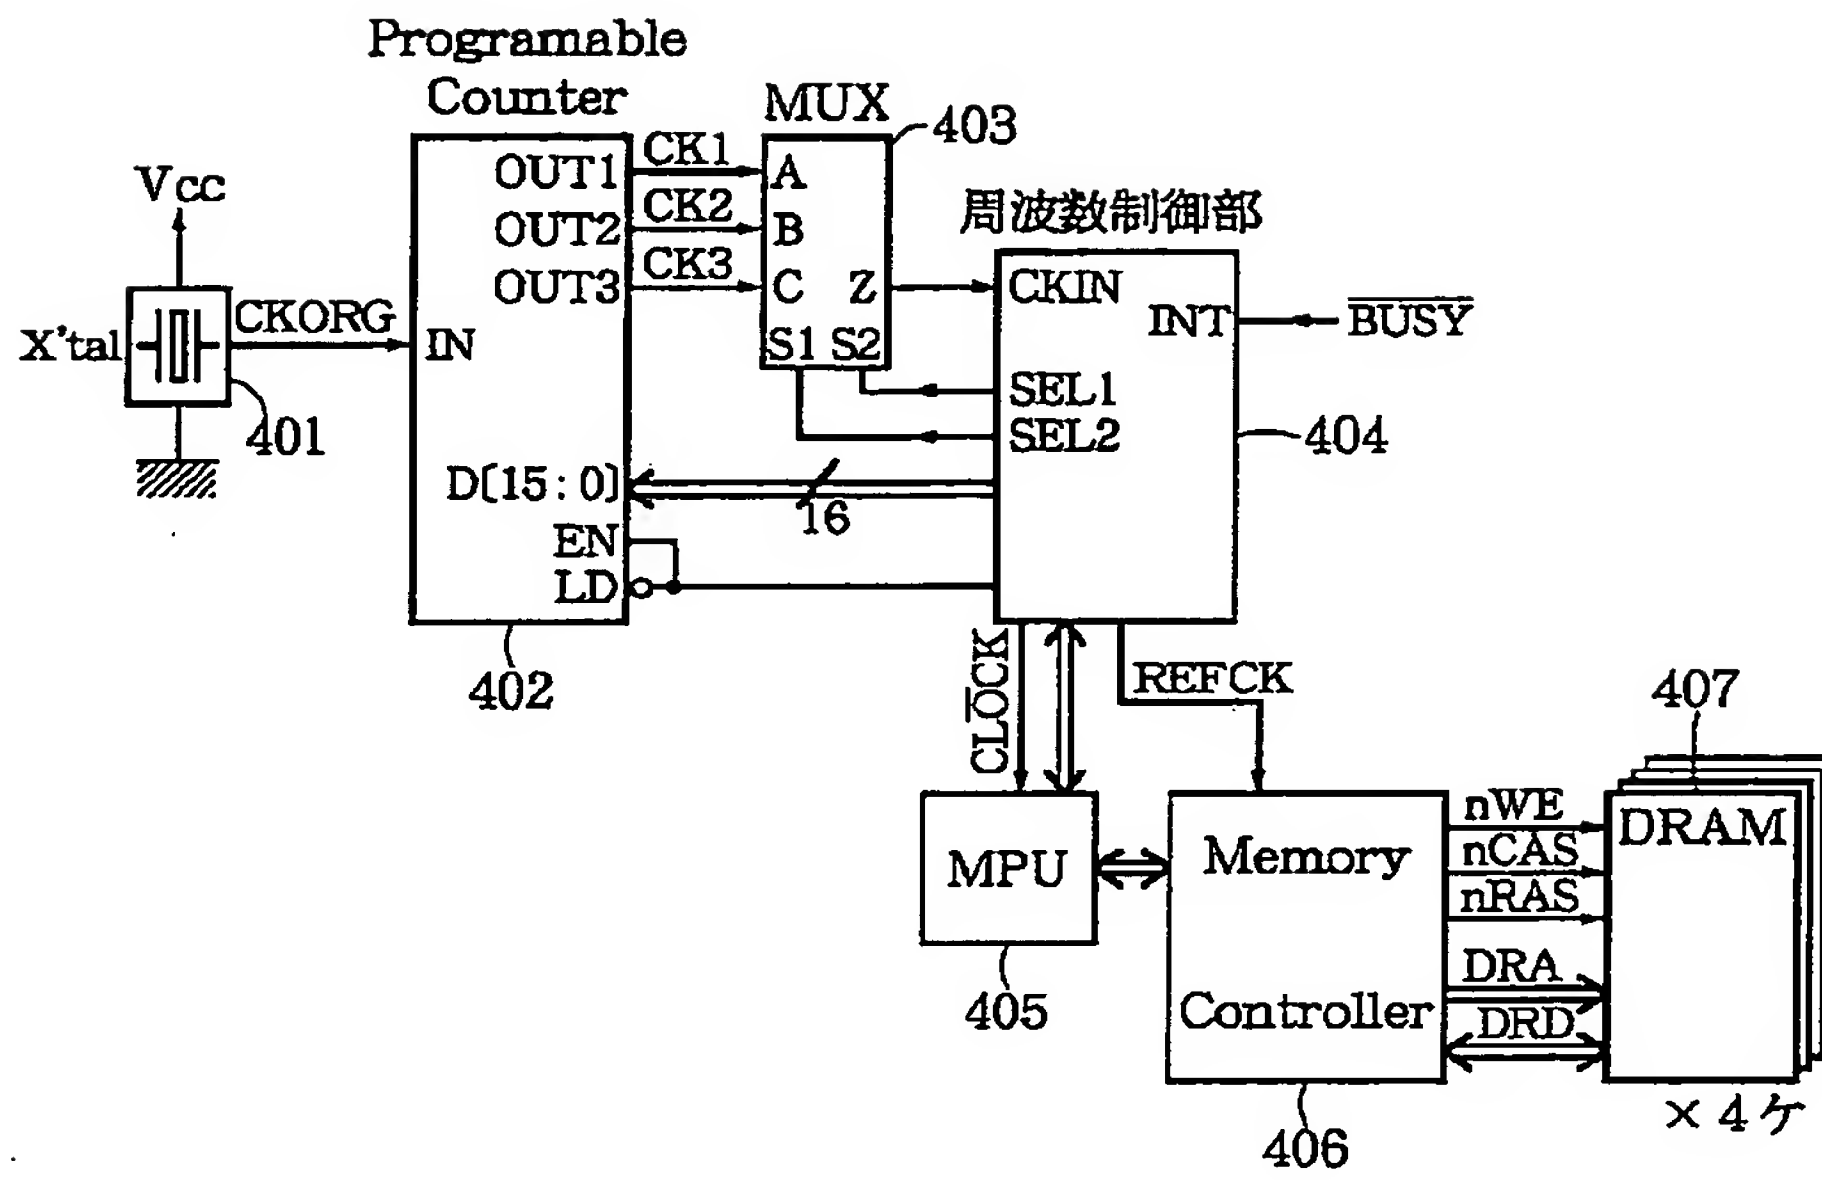 Programable
Counter
MUX
403
Vcc
OUT1
CK1
A
OUT2
CK2
B
OUT3
CK3
C
Z
周波数制御部
CKIN
INT
BUSY
X'tal
CKORG
IN
S1 S2
401
SEL1
SEL2
404
D[15:0]
16
EN
LD
402
CLOCK
REFCK
407
MPU
405
Memory
Controller
406
nWE
nCAS
nRAS
DRA
DRD
DRAM
×4ケ